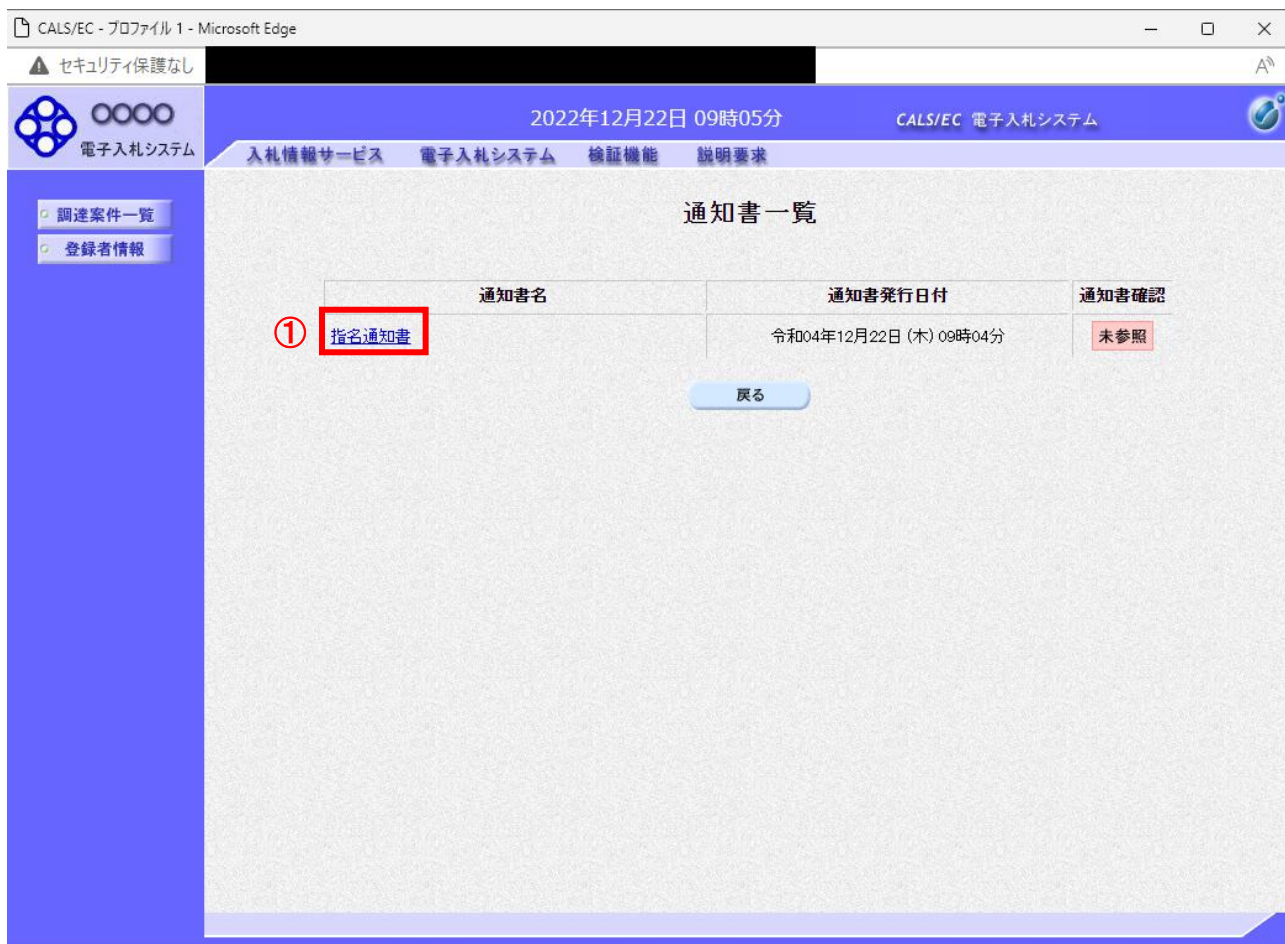 CALS/EC - プロファイル 1 - Microsoft Edge
セキュリティ保護なし
A
〇〇〇〇
電子入札システム
2022年12月22日 09時05分
CALS/EC 電子入札システム
入札情報サービス 電子入札システム 検証機能 説明要求
調達案件一覧
登録者情報
通知書一覧
通知書名 通知書発行日付 通知書確認
① 指名通知書 令和04年12月22日 (木) 09時04分 未参照
戻る